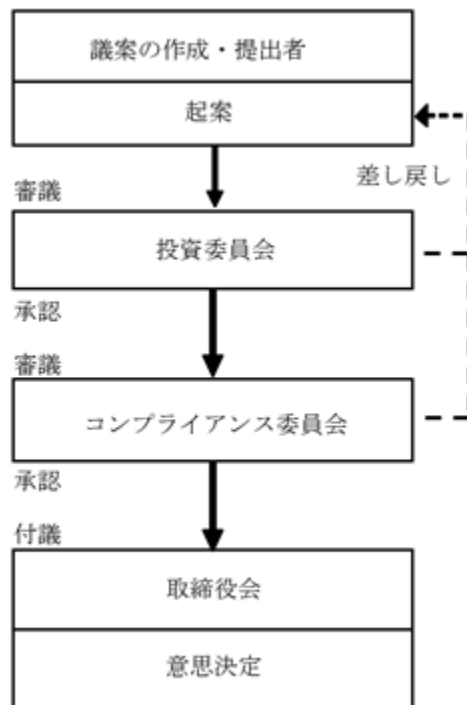 議案の作成・提出者
起案
差し戻し
審議
投資委員会
承認
審議
コンプライアンス委員会
承認
付議
取締役会
意思決定